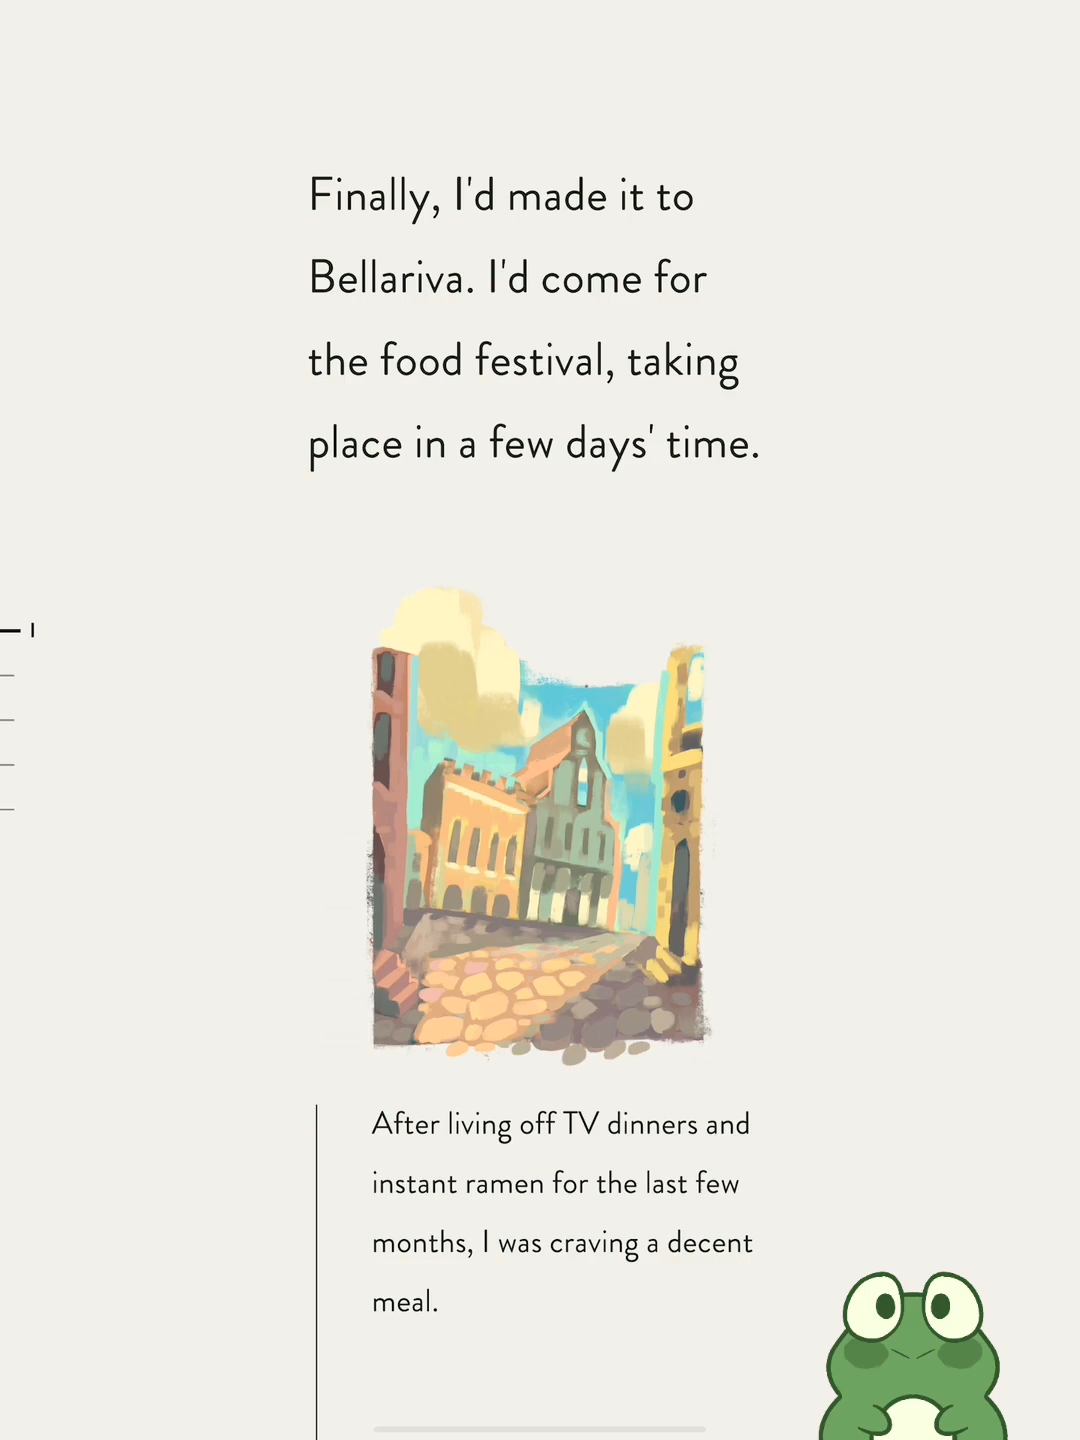 Finally, I'd made it to
Bellariva. I'd come for
the food festival, taking
place in a few days' time.
After living off TV dinners and
instant ramen for the last few
months, I was craving a decent
meal.